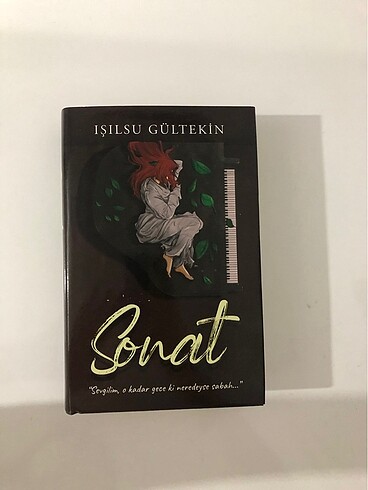 IŞILSU GÜLTEKİN
Sonat
"Sevgilim, o kadar gece ki neredeyse sabah..."